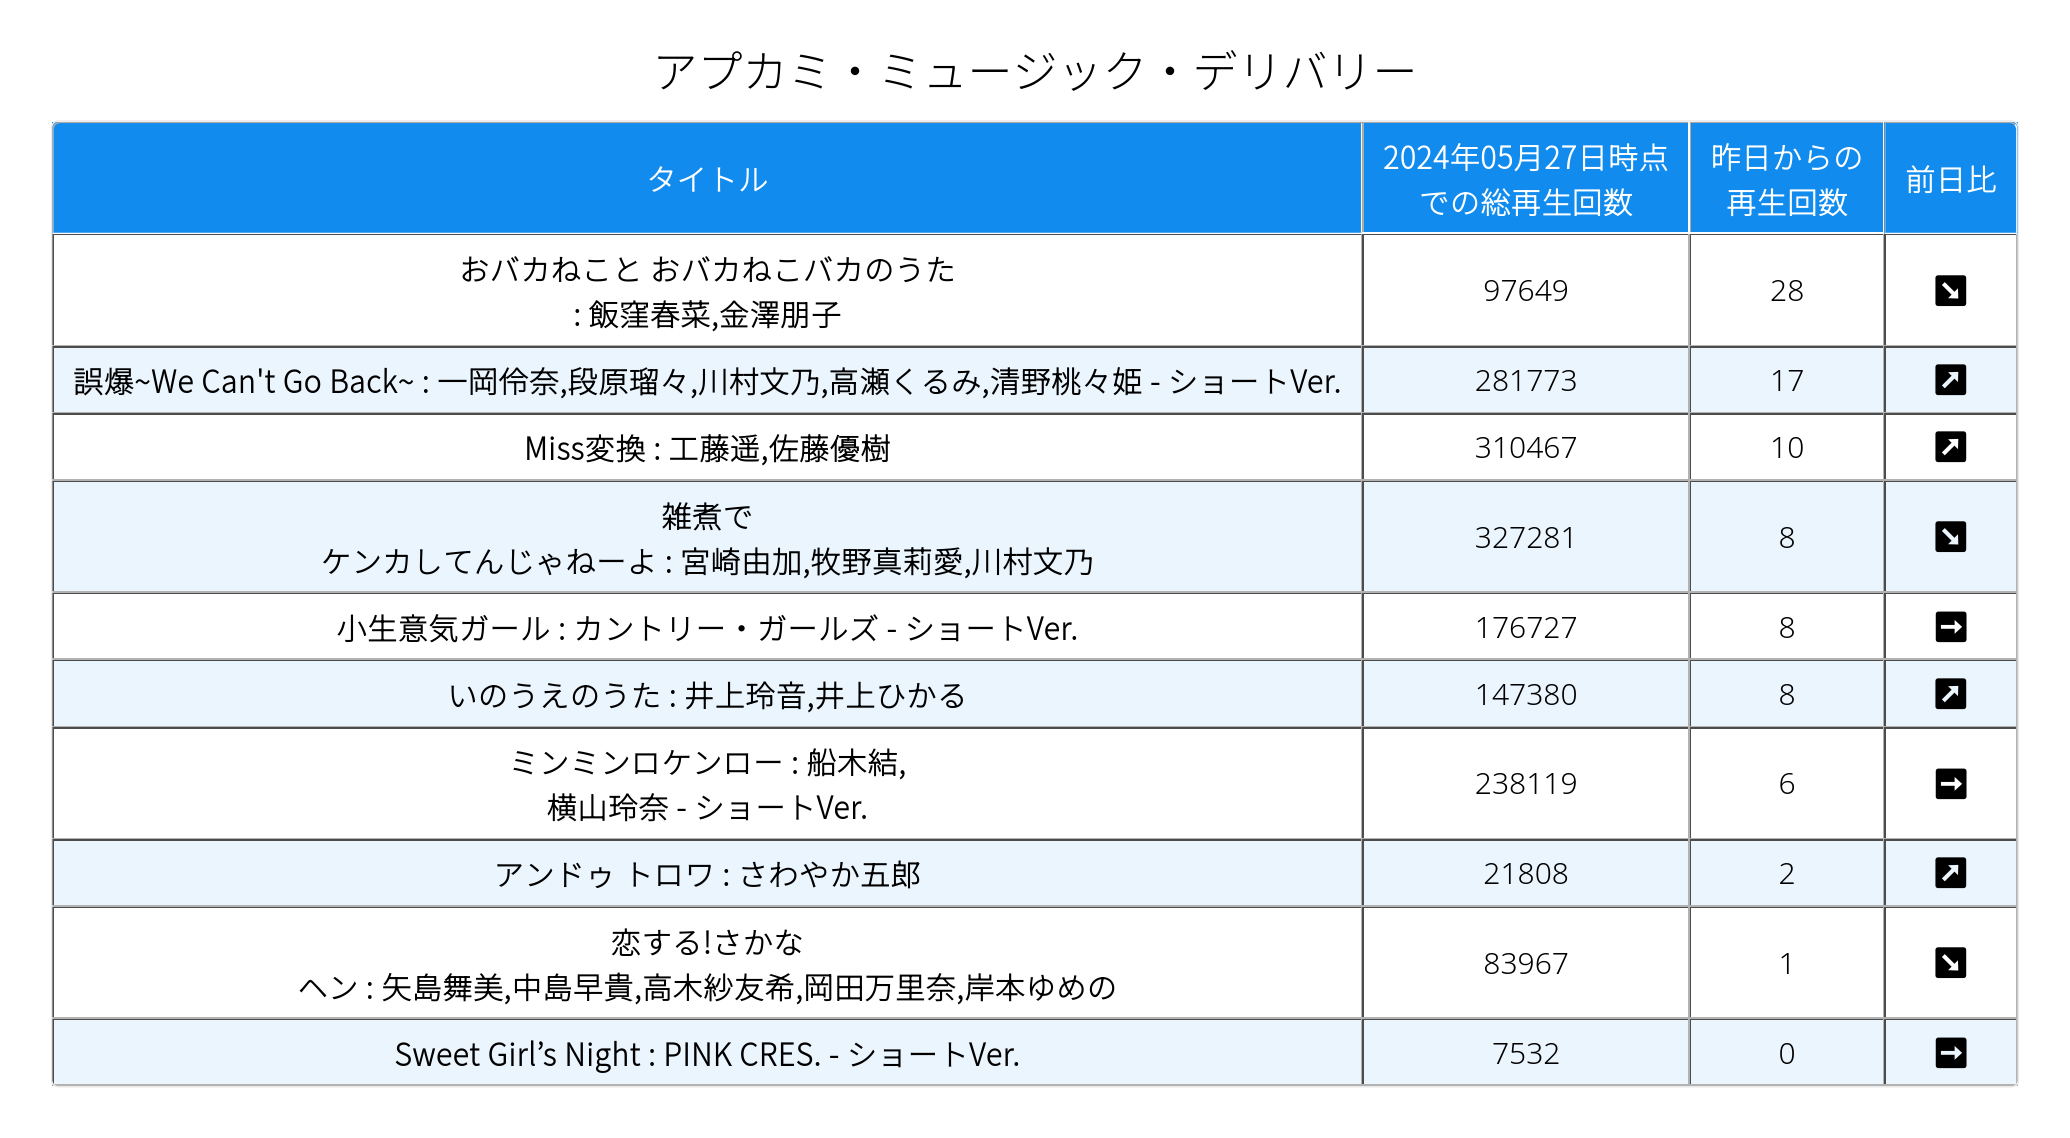 アプカミ・ミュージック・デリバリー
タイトル
2024年05月27日時点
での総再生回数
昨日からの
再生回数
前日比
おバカねこと おバカねこバカのうた
: 飯窪春菜,金澤朋子
97649
28
誤爆~We Can't Go Back~ : 一岡伶奈,段原瑠々,川村文乃,高瀬くるみ,清野桃々姫 - ショートVer.
281773
17
Miss変換 : 工藤遥,佐藤優樹
310467
10
雑煮で
ケンカしてんじゃねーよ : 宮崎由加,牧野真莉愛,川村文乃
327281
8
小生意気ガール : カントリー・ガールズ - ショートVer.
176727
8
いのうえのうた : 井上玲音,井上ひかる
147380
8
ミンミンロケンロー : 船木結,
横山玲奈 - ショートVer.
238119
6
アンドゥ トロワ : さわやか五郎
21808
2
恋する!さかな
ヘン : 矢島舞美,中島早貴,高木紗友希,岡田万里奈,岸本ゆめの
83967
1
Sweet Girl’s Night : PINK CRES. - ショートVer.
7532
0